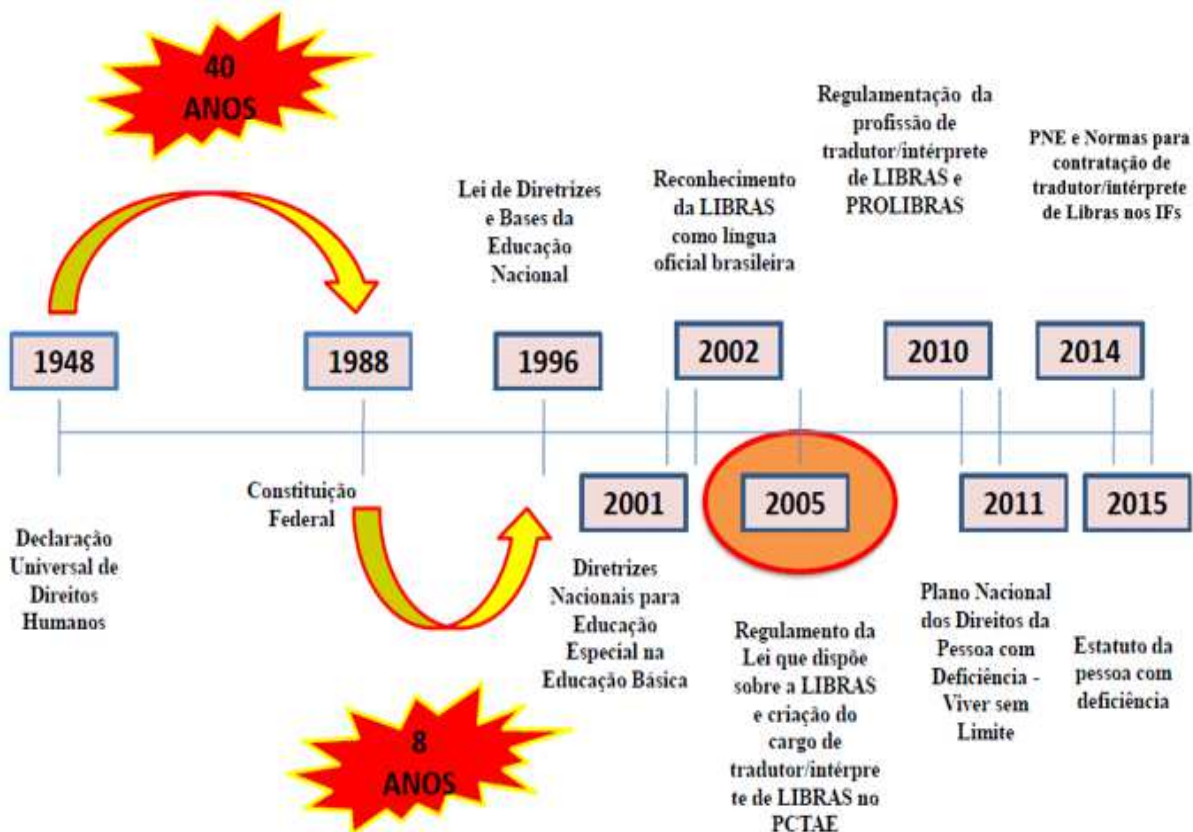 40
ANOS
Lei de Diretrizes
e Bases da
Educação
Nacional
Reconhecimento
da LIBRAS
como língua
oficial brasileira
Regulamentação da
profissão de
tradutor/intérprete
de LIBRAS e
PROLIBRAS
PNE e Normas para
contratação de
tradutor/intérprete
de Libras nos IFs
1948
1988
1996
2002
2010
2014
Declaração
Universal de
Direitos
Humanos
Constituição
Federal
2001
2005
2011
2015
Diretrizes
Nacionais para
Educação
Especial na
Educação Básica
Regulamento da
Lei que dispõe
sobre a LIBRAS
e criação do
cargo de
tradutor/intérpre
te de LIBRAS no
PCTAE
Plano Nacional
dos Direitos da
Pessoa com
Deficiência -
Viver sem
Limite
Estatuto da
pessoa com
deficiência
8
ANOS